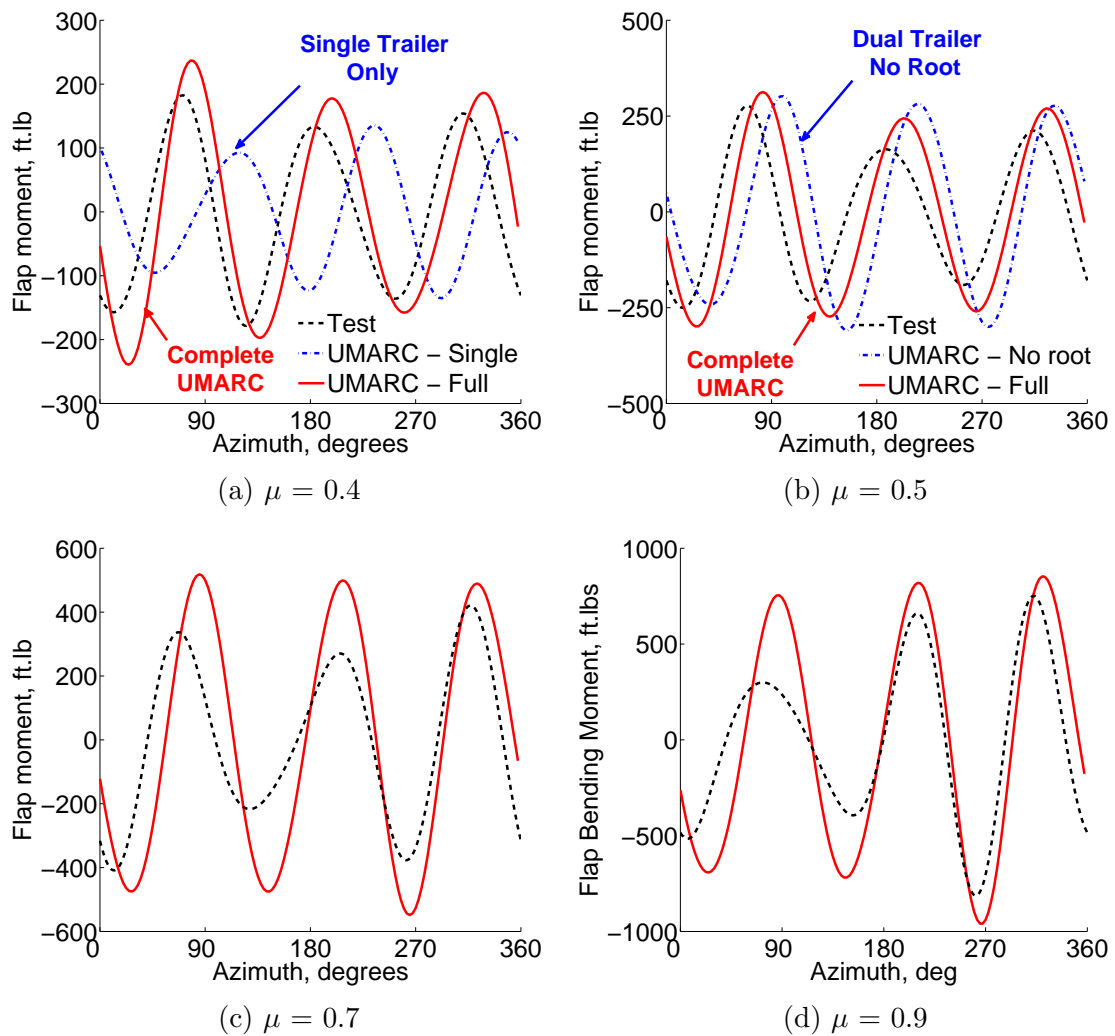 300
200
100
0
−100
−200
−300
Flap moment, ft.lb
Single Trailer
Only
Complete
UMARC
Test
UMARC − Single
UMARC − Full
0
90
180
270
360
Azimuth, degrees
(a) μ = 0.4
500
250
0
−250
−500
Flap moment, ft.lb
Dual Trailer
No Root
Complete
UMARC
Test
UMARC − No root
UMARC − Full
0
90
180
270
360
Azimuth, degrees
(b) μ = 0.5
600
400
200
0
−200
−400
−600
Flap moment, ft.lb
0
90
180
270
360
Azimuth, degrees
(c) μ = 0.7
1000
500
0
−500
−1000
Flap Bending Moment, ft.lbs
0
90
180
270
360
Azimuth, deg
(d) μ = 0.9